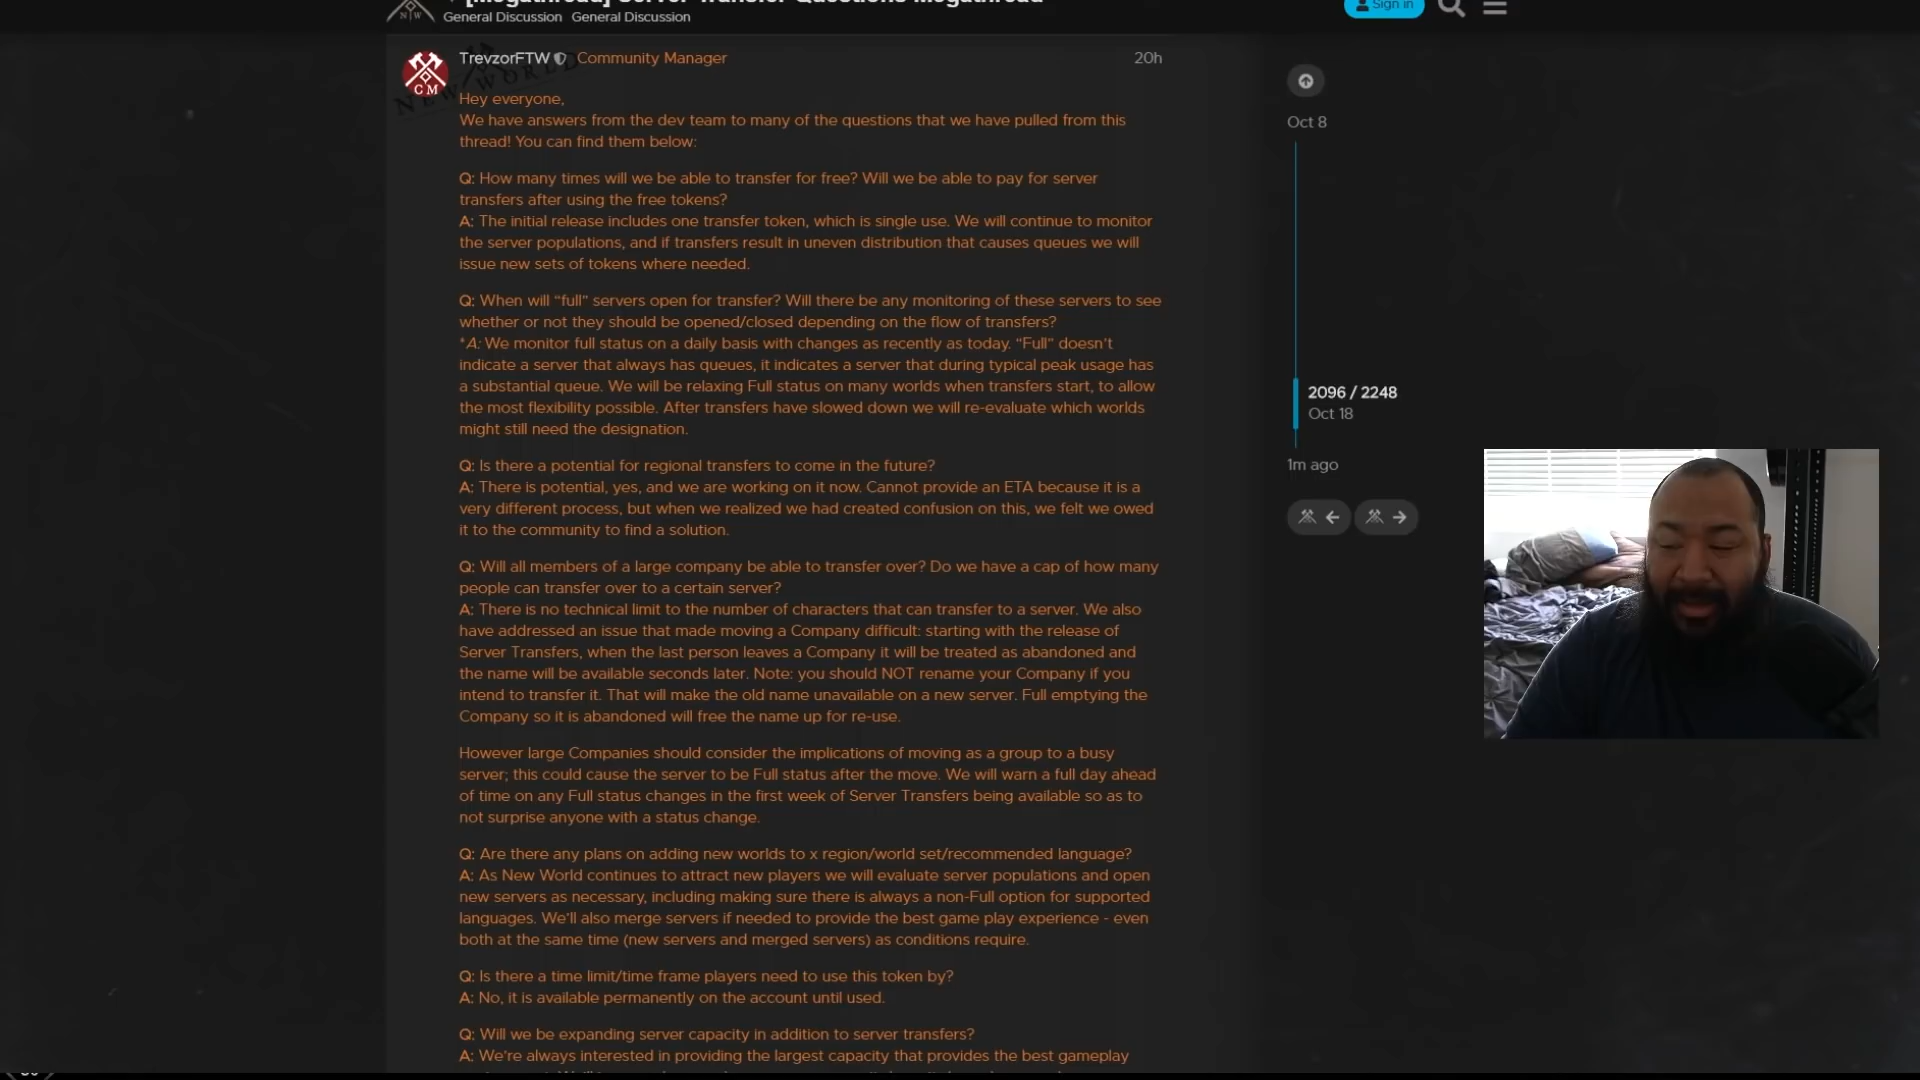 [Megathread] Server Transfer Questions Megathread
General Discussion General Discussion
Sign in
TrevzorFTW Community Manager 20h
Hey everyone,
We have answers from the dev team to many of the questions that we have pulled from this
thread! You can find them below:
Q: How many times will we be able to transfer for free? Will we be able to pay for server
transfers after using the free tokens?
A: The initial release includes one transfer token, which is single use. We will continue to monitor
the server populations, and if transfers result in uneven distribution that causes queues we will
issue new sets of tokens where needed.
Q: When will “full” servers open for transfer? Will there be any monitoring of these servers to see
whether or not they should be opened/closed depending on the flow of transfers?
*A: We monitor full status on a daily basis with changes as recently as today. “Full” doesn’t
indicate a server that always has queues, it indicates a server that during typical peak usage has
a substantial queue. We will be relaxing Full status on many worlds when transfers start, to allow
the most flexibility possible. After transfers have slowed down we will re-evaluate which worlds
might still need the designation.
Q: Is there a potential for regional transfers to come in the future?
A: There is potential, yes, and we are working on it now. Cannot provide an ETA because it is a
very different process, but when we realized we had created confusion on this, we felt we owed
it to the community to find a solution.
Q: Will all members of a large company be able to transfer over? Do we have a cap of how many
people can transfer over to a certain server?
A: There is no technical limit to the number of characters that can transfer to a server. We also
have addressed an issue that made moving a Company difficult: starting with the release of
Server Transfers, when the last person leaves a Company it will be treated as abandoned and
the name will be available seconds later. Note: you should NOT rename your Company if you
intend to transfer it. That will make the old name unavailable on a new server. Full emptying the
Company so it is abandoned will free the name up for re-use.
However large Companies should consider the implications of moving as a group to a busy
server; this could cause the server to be Full status after the move. We will warn a full day ahead
of time on any Full status changes in the first week of Server Transfers being available so as to
not surprise anyone with a status change.
Q: Are there any plans on adding new worlds to x region/world set/recommended language?
A: As New World continues to attract new players we will evaluate server populations and open
new servers as necessary, including making sure there is always a non-Full option for supported
languages. We’ll also merge servers if needed to provide the best game play experience - even
both at the same time (new servers and merged servers) as conditions require.
Q: Is there a time limit/time frame players need to use this token by?
A: No, it is available permanently on the account until used.
Q: Will we be expanding server capacity in addition to server transfers?
A: We’re always interested in providing the largest capacity that provides the best gameplay
Oct 8
2096 / 2248
Oct 18
1m ago
CM
NEW WORLD
NW